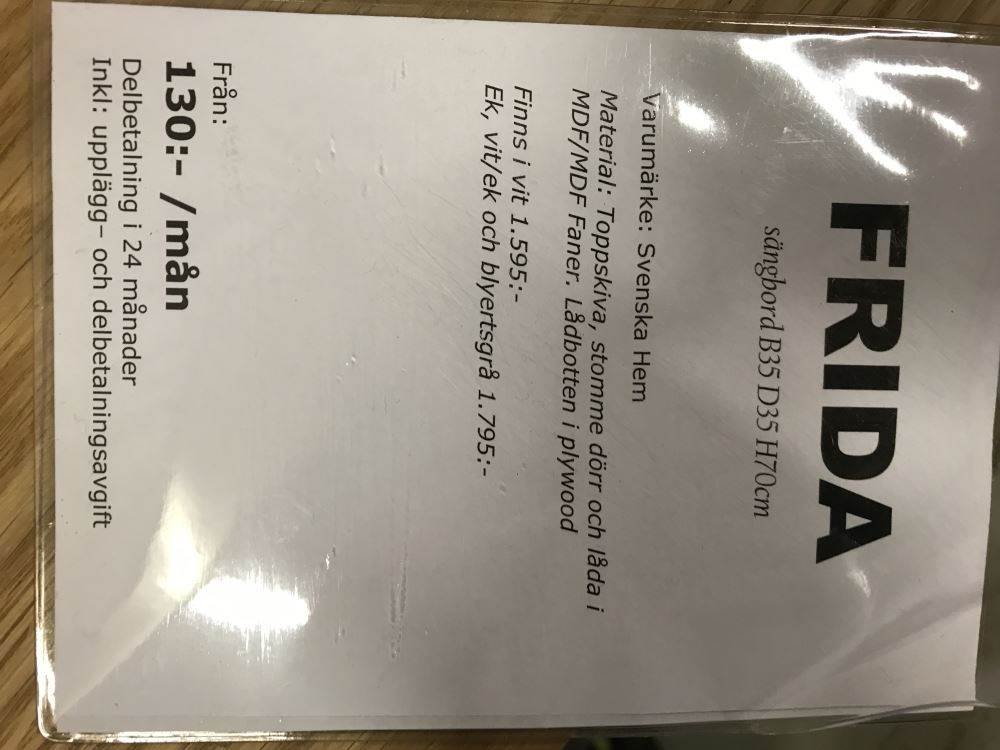 FRIDA
sängbord B35 D35 H70cm
Varumärke: Svenska Hem
Material: Toppskiva, stomme dörr och låda i
MDF/MDF Faner. Lådbotten i plywood
Finns i vit 1.595:-
Ek, vit/ek och blyertsgrå 1.795:-
Från:
130:- /mån
Delbetalning i 24 månader
Inkl: upplägg– och delbetalningsavgift